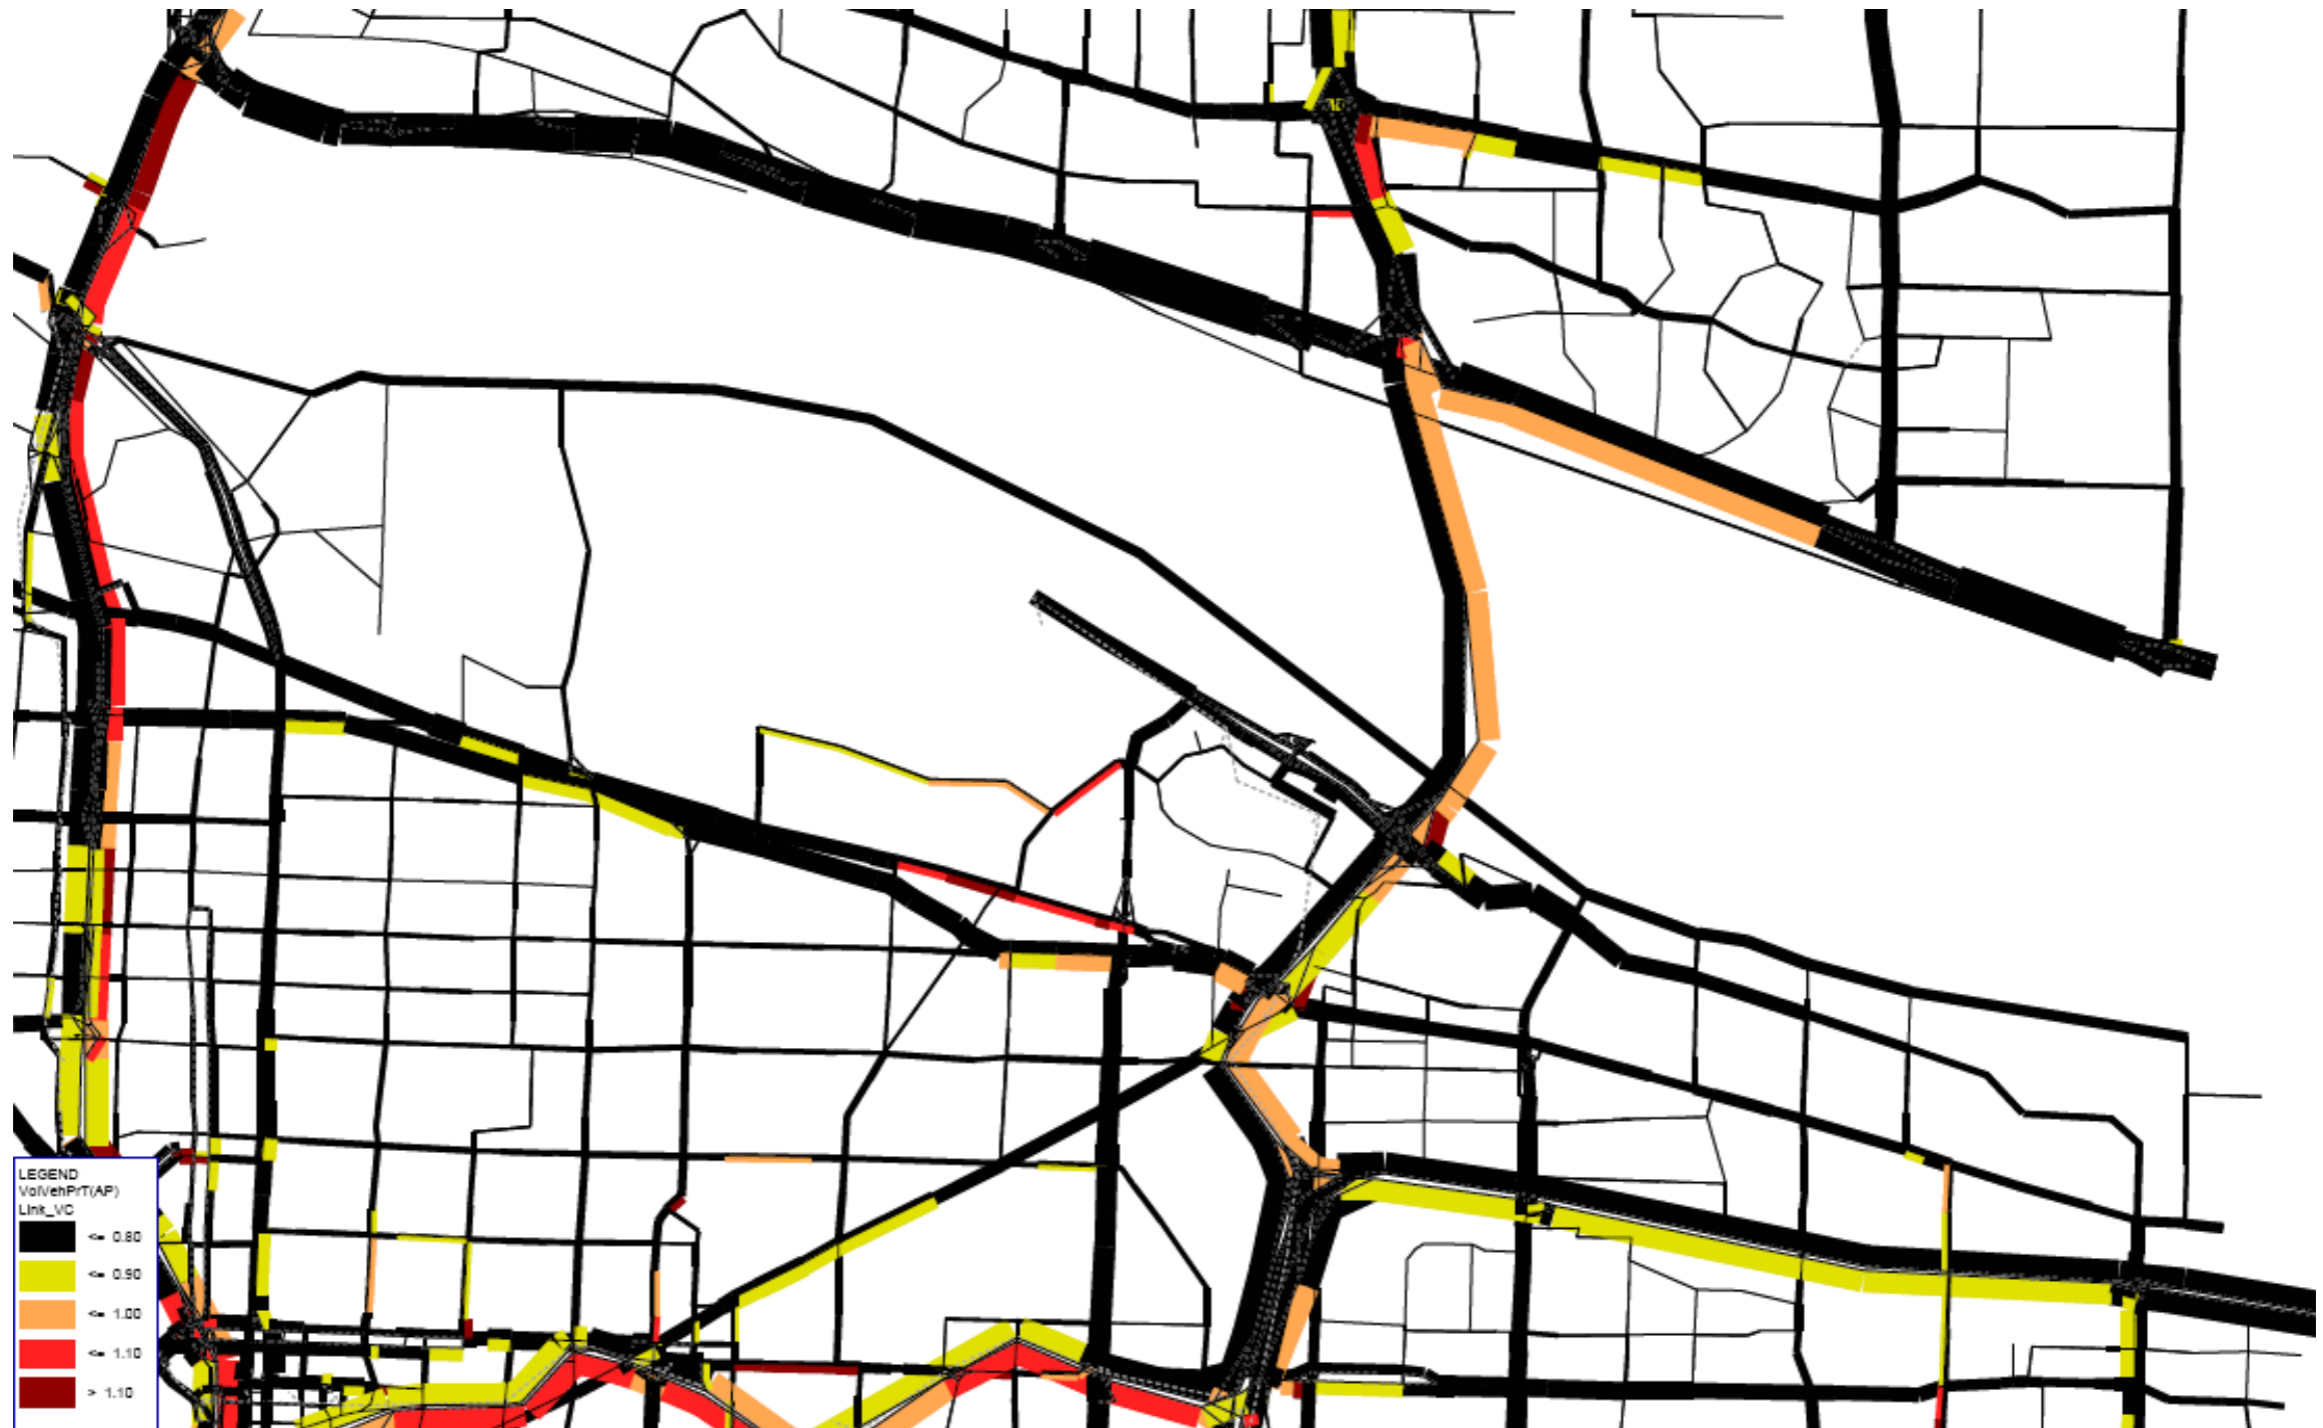 LEGEND
VolVehPrT(AP)
Link_VC
<= 0.80
<= 0.90
<= 1.00
<= 1.10
> 1.10